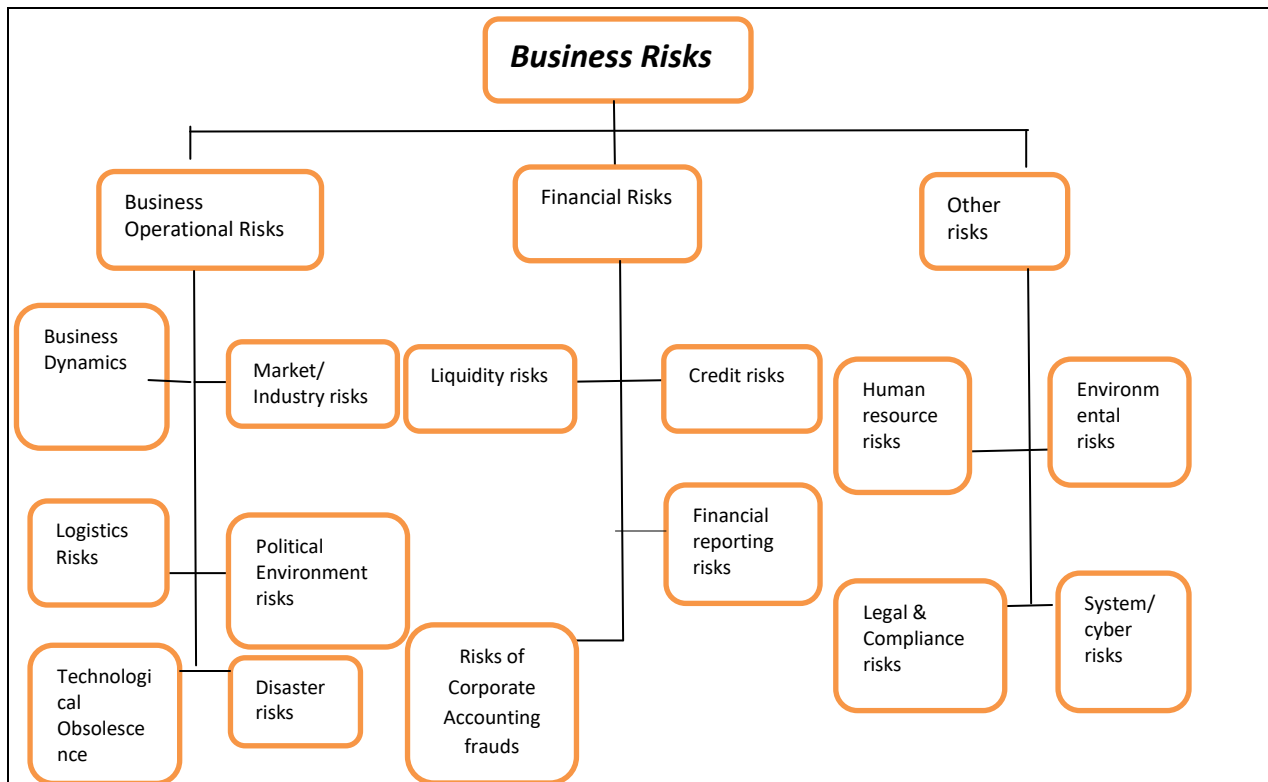 Business Risks
Business
Operational Risks
Financial Risks
Other
risks
Business
Dynamics
Market/
Industry risks
Liquidity risks
Credit risks
Human
resource
risks
Environm
ental
risks
Logistics
Risks
Political
Environment
risks
Financial
reporting
risks
Legal &
Compliance
risks
System/
cyber
risks
Technologi
cal
Obsolesce
nce
Disaster
risks
Risks of
Corporate
Accounting
frauds